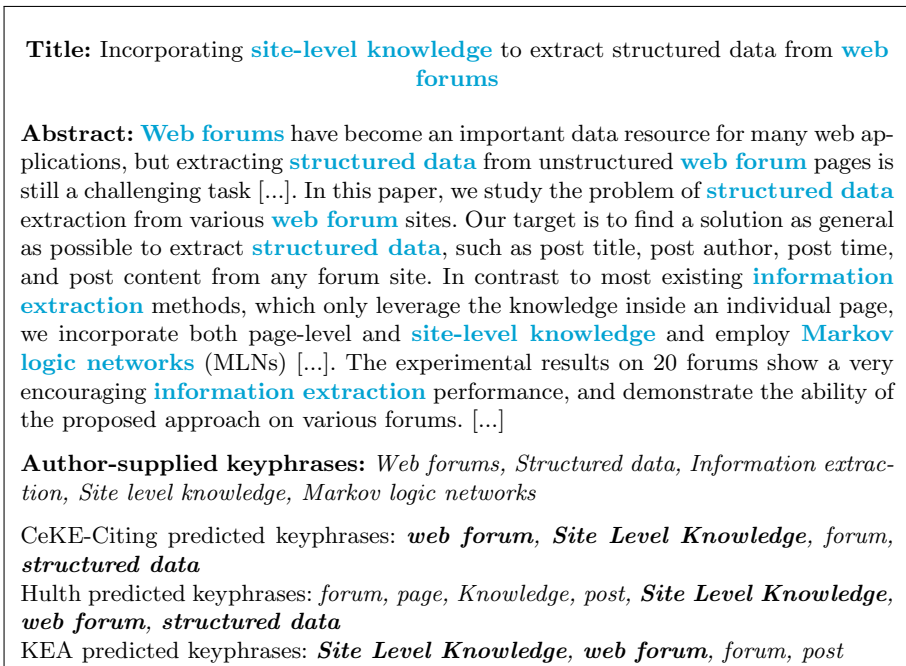 Title: Incorporating site-level knowledge to extract structured data from web
forums
Abstract: Web forums have become an important data resource for many web ap-
plications, but extracting structured data from unstructured web forum pages is
still a challenging task [...]. In this paper, we study the problem of structured data
extraction from various web forum sites. Our target is to find a solution as general
as possible to extract structured data, such as post title, post author, post time,
and post content from any forum site. In contrast to most existing information
extraction methods, which only leverage the knowledge inside an individual page,
we incorporate both page-level and site-level knowledge and employ Markov
logic networks (MLNs) [...]. The experimental results on 20 forums show a very
encouraging information extraction performance, and demonstrate the ability of
the proposed approach on various forums. [...]
Author-supplied keyphrases: Web forums, Structured data, Information extrac-
tion, Site level knowledge, Markov logic networks
CeKE-Citing predicted keyphrases: web forum, Site Level Knowledge, forum,
structured data
Hulth predicted keyphrases: forum, page, Knowledge, post, Site Level Knowledge,
web forum, structured data
KEA predicted keyphrases: Site Level Knowledge, web forum, forum, post